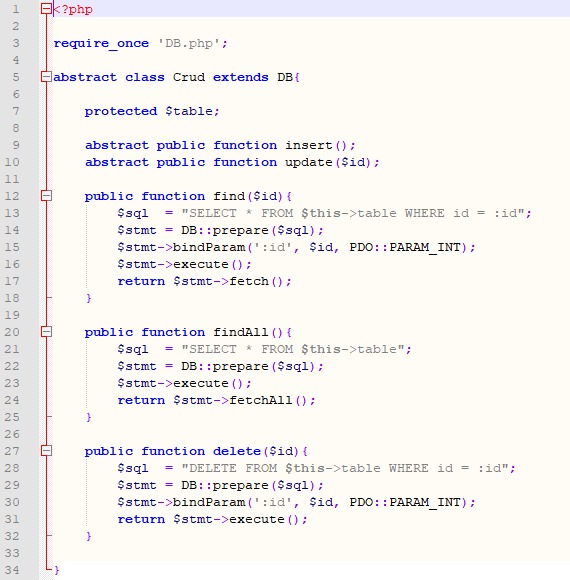 1 <?php
2
3 require_once 'DB.php';
4
5 abstract class Crud extends DB{
6
7     protected $table;
8
9     abstract public function insert();
10     abstract public function update($id);
11
12     public function find($id){
13         $sql  = "SELECT * FROM $this->table WHERE id = :id";
14         $stmt = DB::prepare($sql);
15         $stmt->bindParam(':id', $id, PDO::PARAM_INT);
16         $stmt->execute();
17         return $stmt->fetch();
18     }
19
20     public function findAll(){
21         $sql  = "SELECT * FROM $this->table";
22         $stmt = DB::prepare($sql);
23         $stmt->execute();
24         return $stmt->fetchAll();
25     }
26
27     public function delete($id){
28         $sql  = "DELETE FROM $this->table WHERE id = :id";
29         $stmt = DB::prepare($sql);
30         $stmt->bindParam(':id', $id, PDO::PARAM_INT);
31         return $stmt->execute();
32     }
33
34 }